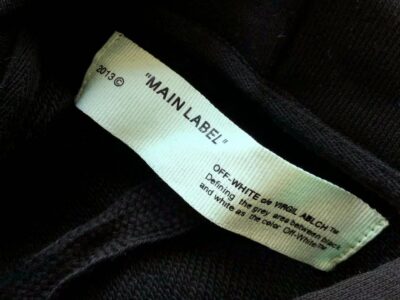 2013©
"MAIN LABEL"
OFF-WHITE c/o VIRGIL ABLCH™
Defining the grey area between black
and white as the color Off-White™